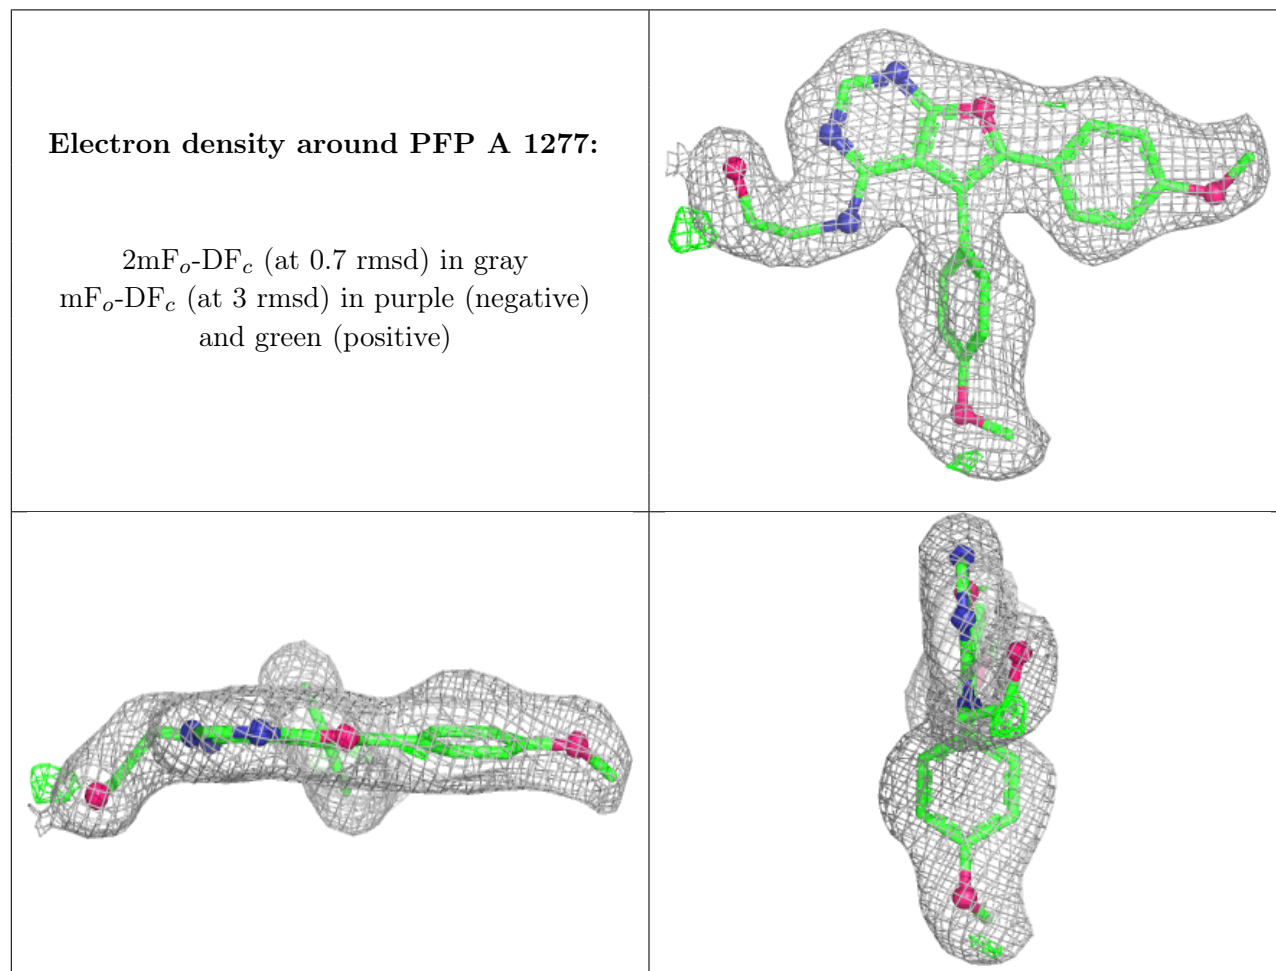 Electron density around PFP A 1277:
2mFo-DFc (at 0.7 rmsd) in gray
mFo-DFc (at 3 rmsd) in purple (negative)
and green (positive)